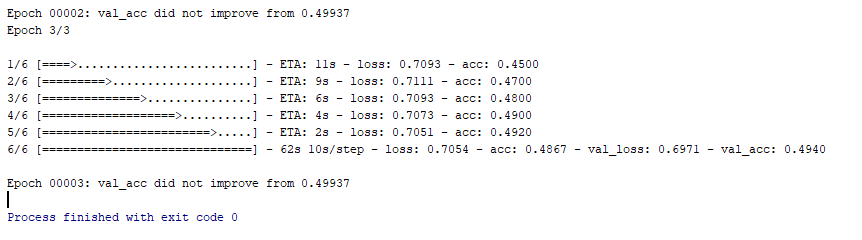 Epoch 00002: val_acc did not improve from 0.49937
Epoch 3/3
1/6 [====>.........................] - ETA: 11s - loss: 0.7093 - acc: 0.4500
2/6 [=========>....................] - ETA: 9s - loss: 0.7111 - acc: 0.4700
3/6 [==============>...............] - ETA: 6s - loss: 0.7093 - acc: 0.4800
4/6 [===================>..........] - ETA: 4s - loss: 0.7073 - acc: 0.4900
5/6 [========================>.....] - ETA: 2s - loss: 0.7051 - acc: 0.4920
6/6 [==============================] - 62s 10s/step - loss: 0.7054 - acc: 0.4867 - val_loss: 0.6971 - val_acc: 0.4940
Epoch 00003: val_acc did not improve from 0.49937
Process finished with exit code 0